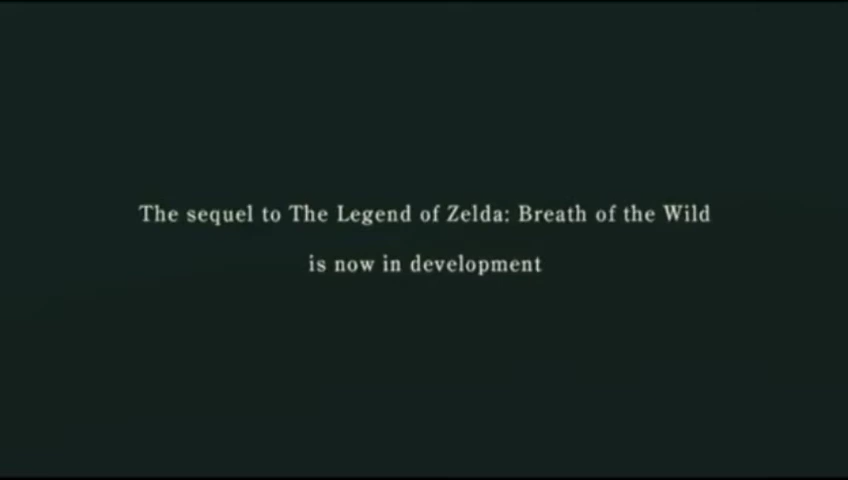 The sequel to The Legend of Zelda: Breath of the Wild
is now in development